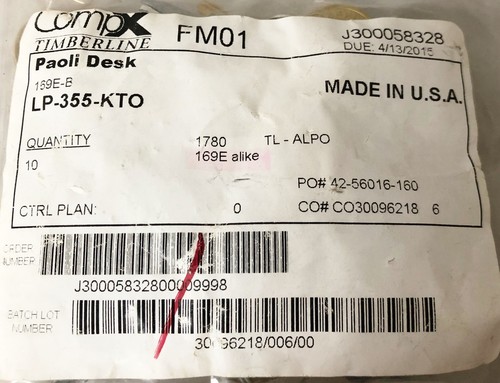 CompX
TIMBERLINE
FM01
J300058328
DUE: 4/13/2015
Paoli Desk
169E-B
LP-355-KTO
MADE IN U.S.A.
QUANTITY
1780 TL - ALPO
10
169E alike
PO# 42-56016-160
CTRL PLAN: 0 CO# CO30096218 6
ORDER
NUMBER
J30005832800009998
BATCH LOT
NUMBER
30096218/006/00